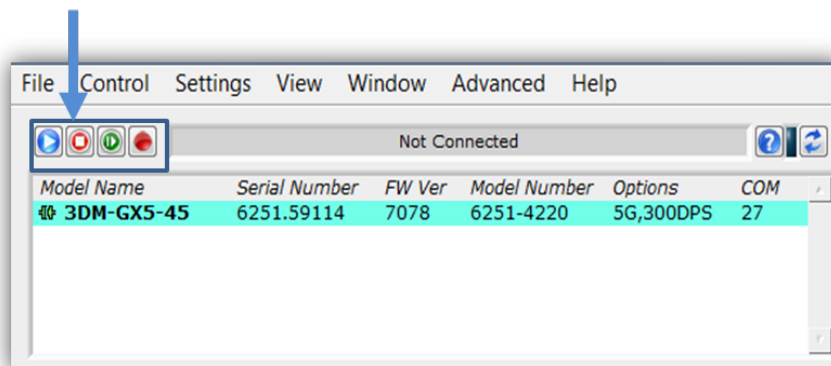 File Control Settings View Window Advanced Help
Not Connected
Model Name Serial Number FW Ver Model Number Options COM
3DM-GX5-45 6251.59114 7078 6251-4220 5G,300DPS 27